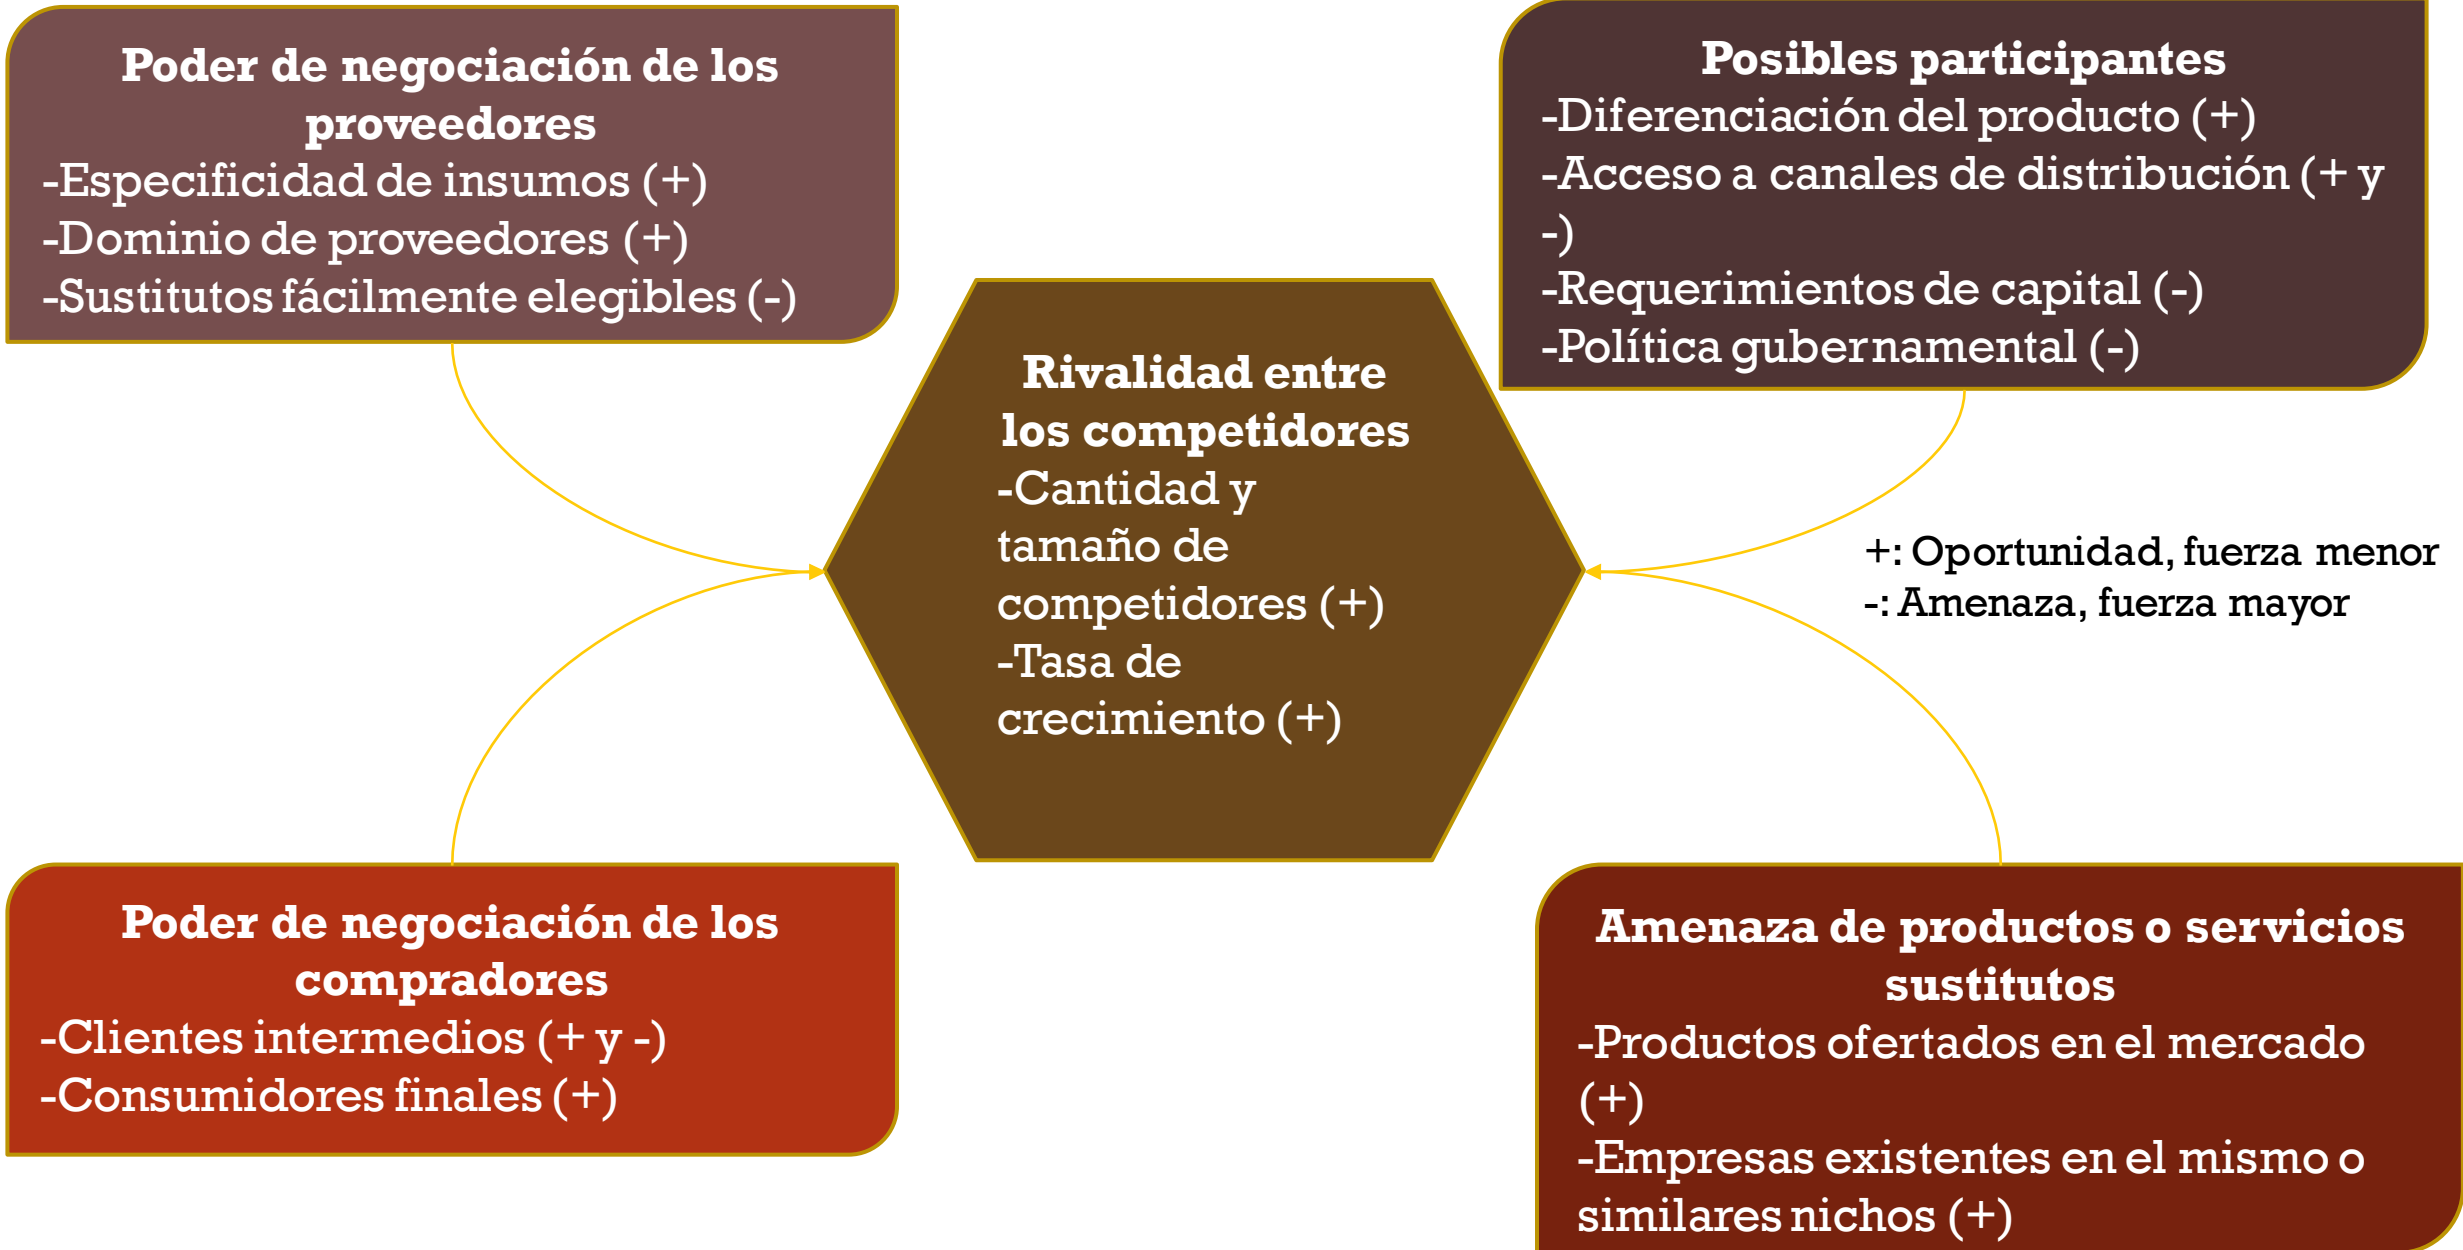 Poder de negociación de los
proveedores
-Especificidad de insumos (+)
-Dominio de proveedores (+)
-Sustitutos fácilmente elegibles (-)
Posibles participantes
-Diferenciación del producto (+)
-Acceso a canales de distribución (+ y
-)
-Requerimientos de capital (-)
-Política gubernamental (-)
Rivalidad entre
los competidores
-Cantidad y
tamaño de
competidores (+)
-Tasa de
crecimiento (+)
+: Oportunidad, fuerza menor
-: Amenaza, fuerza mayor
Poder de negociación de los
compradores
-Clientes intermedios (+ y -)
-Consumidores finales (+)
Amenaza de productos o servicios
sustitutos
-Productos ofertados en el mercado
(+)
-Empresas existentes en el mismo o
similares nichos (+)